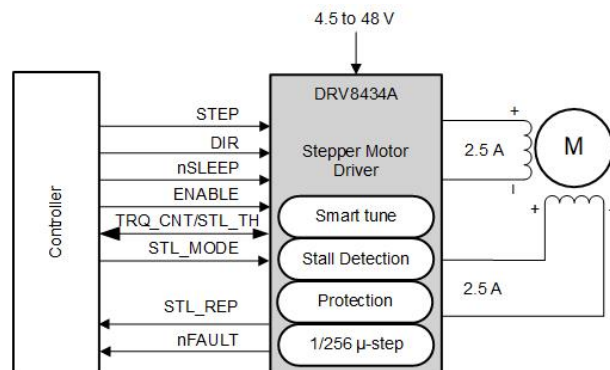 4.5 to 48 V
DRV8434A
Stepper Motor
Driver
Controller
STEP
DIR
nSLEEP
ENABLE
TRQ_CNT/STL_TH
STL_MODE
STL_REP
nFAULT
Smart tune
Stall Detection
Protection
1/256 µ-step
+
2.5 A
–
M
+
-
2.5 A